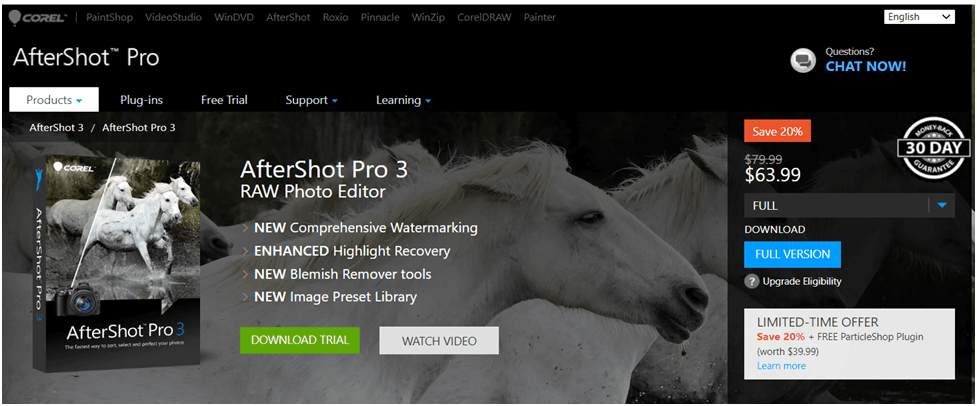 COREL PaintShop VideoStudio WinDVD AfterShot Roxio Pinnacle WinZip CorelDRAW Painter English
AfterShot™ Pro
Questions?
CHAT NOW!
Products Plug-ins Free Trial Support Learning
AfterShot 3 / AfterShot Pro 3
COREL
AfterShot Pro 3
AfterShot Pro 3
The fastest way to sort, select and perfect your photos
AfterShot Pro 3
RAW Photo Editor
> NEW Comprehensive Watermarking
> ENHANCED Highlight Recovery
> NEW Blemish Remover tools
> NEW Image Preset Library
DOWNLOAD TRIAL WATCH VIDEO
Save 20%
$79.99
$63.99
MONEY-BACK
30 DAY
GUARANTEE
FULL
DOWNLOAD
FULL VERSION
? Upgrade Eligibility
LIMITED-TIME OFFER
Save 20% + FREE ParticleShop Plugin
(worth $39.99)
Learn more